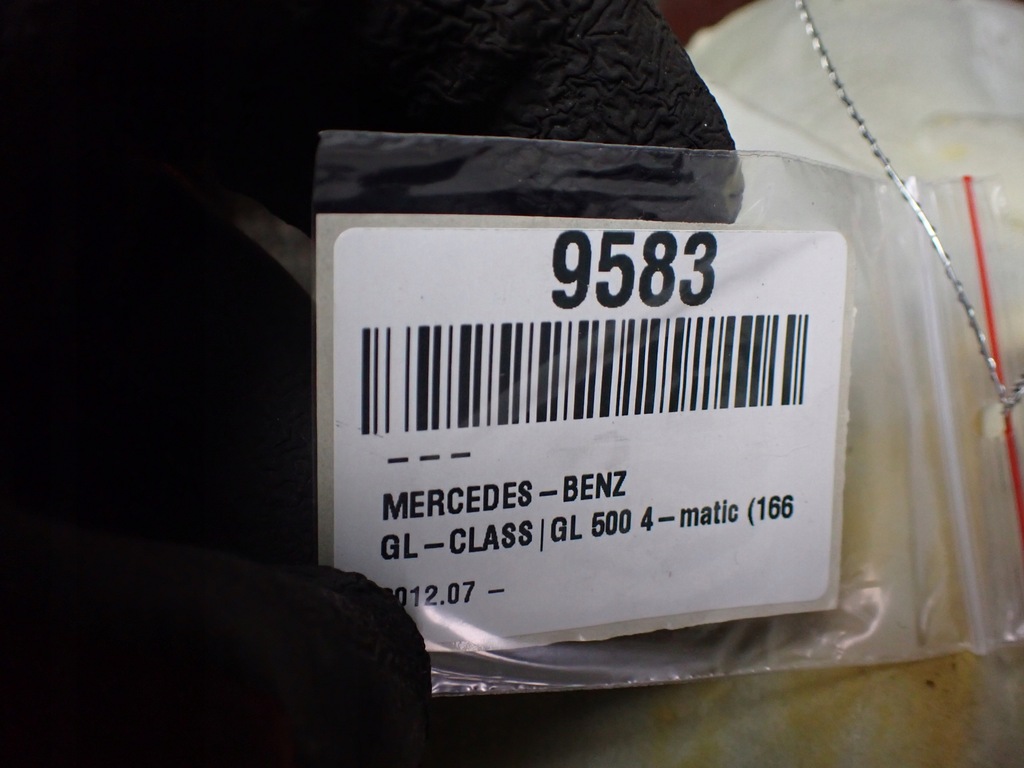 9583
– – –
MERCEDES – BENZ
GL – CLASS | GL 500 4 – matic (166
012.07 –